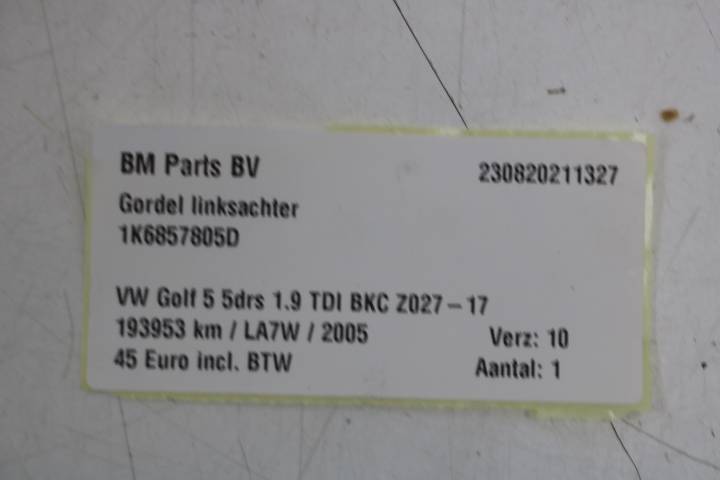 BM Parts BV 230820211327
Gordel linksachter
1K6857805D
VW Golf 5 5drs 1.9 TDI BKC Z027-17
193953 km / LA7W / 2005 Verz: 10
45 Euro incl. BTW Aantal: 1